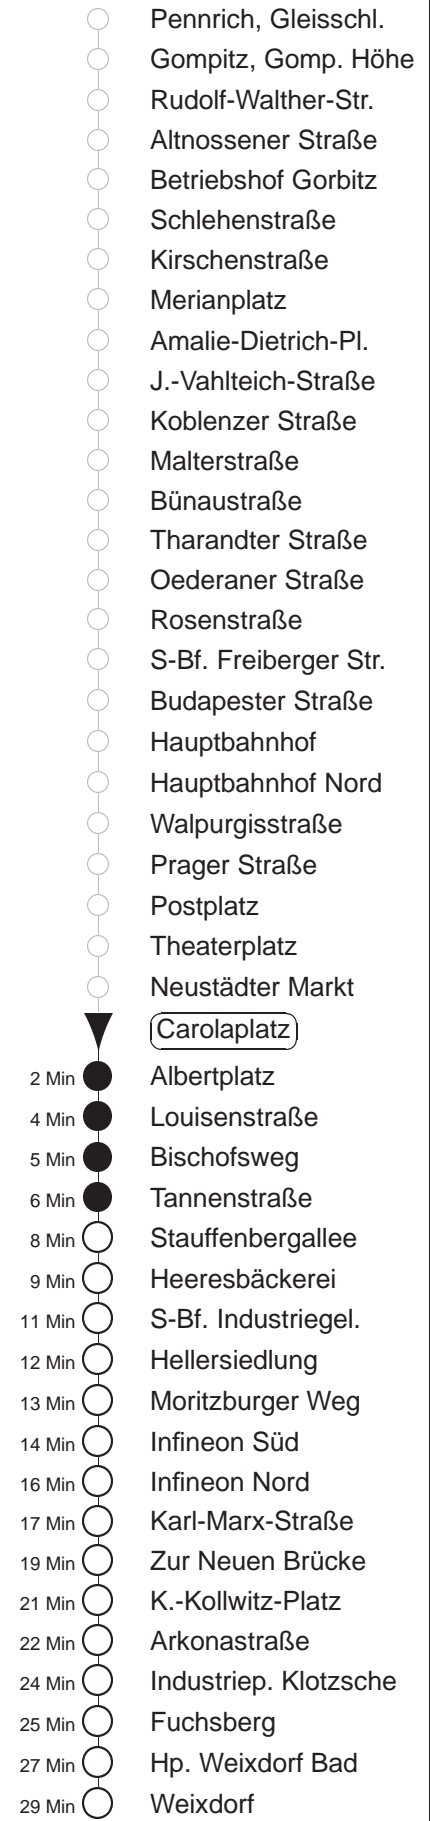 Pennrich, Gleisschl.
Gompitz, Gomp. Höhe
Rudolf-Walther-Str.
Altnossener Straße
Betriebshof Gorbitz
Schlehenstraße
Kirschenstraße
Merianplatz
Amalie-Dietrich-Pl.
J.-Vahlteich-Straße
Koblenzer Straße
Malterstraße
Bünaustraße
Tharandter Straße
Oederaner Straße
Rosenstraße
S-Bf. Freiberger Str.
Budapester Straße
Hauptbahnhof
Hauptbahnhof Nord
Walpurgisstraße
Prager Straße
Postplatz
Theaterplatz
Neustädter Markt
Carolaplatz
2 Min Albertplatz
4 Min Louisenstraße
5 Min Bischofsweg
6 Min Tannenstraße
8 Min Stauffenbergallee
9 Min Heeresbäckerei
11 Min S-Bf. Industriegel.
12 Min Hellersiedlung
13 Min Moritzburger Weg
14 Min Infineon Süd
16 Min Infineon Nord
17 Min Karl-Marx-Straße
19 Min Zur Neuen Brücke
21 Min K.-Kollwitz-Platz
22 Min Arkonastraße
24 Min Industriep. Klotzsche
25 Min Fuchsberg
27 Min Hp. Weixdorf Bad
29 Min Weixdorf